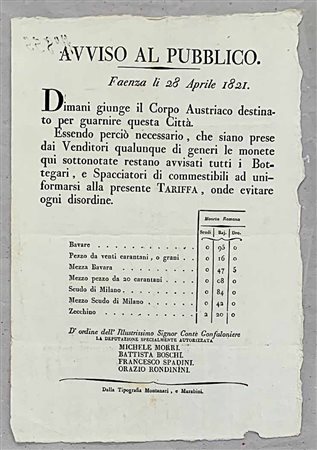 AVVISO AL PUBBLICO.
Faenza li 28 Aprile 1821.
Dimani giunge il Corpo Austriaco destina-
to per guarnire questa Città.
Essendo perciò necessario, che siano prese
dai Venditori qualunque di generi le monete
qui sottonotate restano avvisati tutti i Bot-
tegari, e Spacciatori di commestibili ad uni-
formarsi alla presente TARIFFA, onde evitare
ogni disordine.
Moneta Romana
Scudi Baj. Dec.
Bavare . . . . . . . . . . . 0 95 0
Pezzo da venti carantani, o grani . . 0 16 0
Mezza Bavara . . . . . . . . . 0 47 5
Mezzo pezzo da 20 carantani . . . . 0 08 0
Scudo di Milano . . . . . . . . 0 84 0
Mezzo Scudo di Milano . . . . . . 0 42 0
Zecchino . . . . . . . . . . . 2 20 0
D'ordine dell'Illustrissimo Signor Conte Gonfaloniere
LA DEPUTAZIONE SPECIALMENTE AUTORIZZATA
MICHELE MORRI.
BATTISTA BOSCHI.
FRANCESCO SPADINI.
ORAZIO RONDININI.
Dalla Tipografia Montanari, e Marabini.